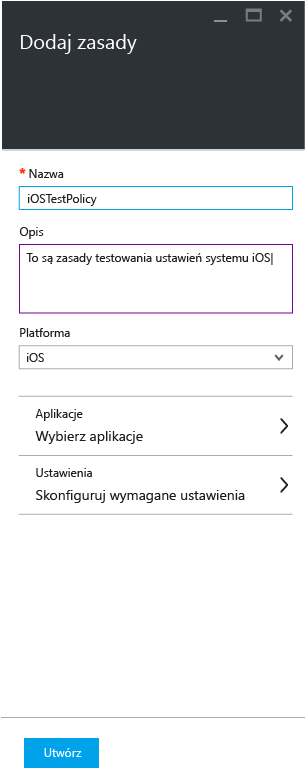 Dodaj zasady
* Nazwa
iOSTestPolicy
Opis
To są zasady testowania ustawień systemu iOS
Platforma
iOS
Aplikacje
Wybierz aplikacje
Ustawienia
Skonfiguruj wymagane ustawienia
Utwórz